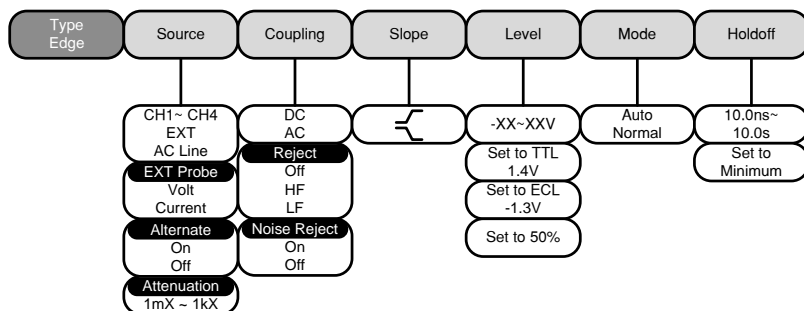 Type
Edge
Source
Coupling
Slope
Level
Mode
Holdoff
CH1~ CH4
EXT
AC Line
EXT Probe
Volt
Current
Alternate
On
Off
Attenuation
1mX ~ 1kX
DC
AC
Reject
Off
HF
LF
Noise Reject
On
Off
-XX~XXV
Set to TTL
1.4V
Set to ECL
-1.3V
Set to 50%
Auto
Normal
10.0ns~
10.0s
Set to
Minimum